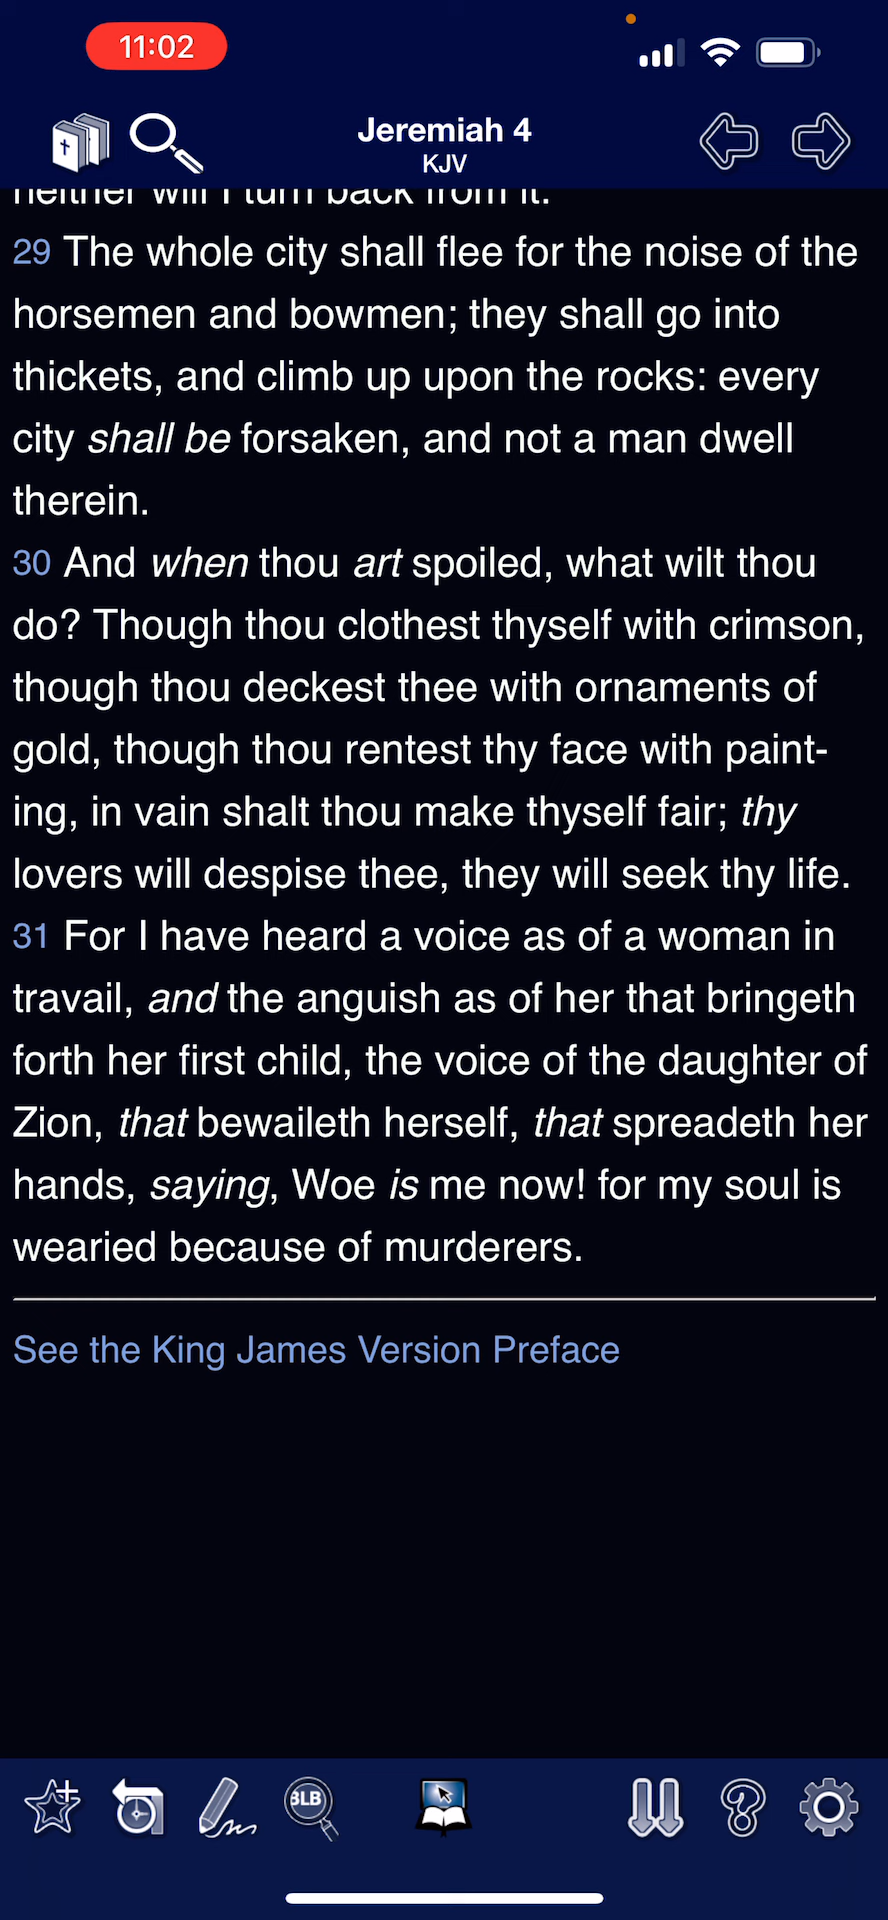 11:02
Jeremiah 4
KJV
neither will I turn back from it.
29 The whole city shall flee for the noise of the
horsemen and bowmen; they shall go into
thickets, and climb up upon the rocks: every
city shall be forsaken, and not a man dwell
therein.
30 And when thou art spoiled, what wilt thou
do? Though thou clothest thyself with crimson,
though thou deckest thee with ornaments of
gold, though thou rentest thy face with paint-
ing, in vain shalt thou make thyself fair; thy
lovers will despise thee, they will seek thy life.
31 For I have heard a voice as of a woman in
travail, and the anguish as of her that bringeth
forth her first child, the voice of the daughter of
Zion, that bewaileth herself, that spreadeth her
hands, saying, Woe is me now! for my soul is
wearied because of murderers.
See the King James Version Preface
BLB